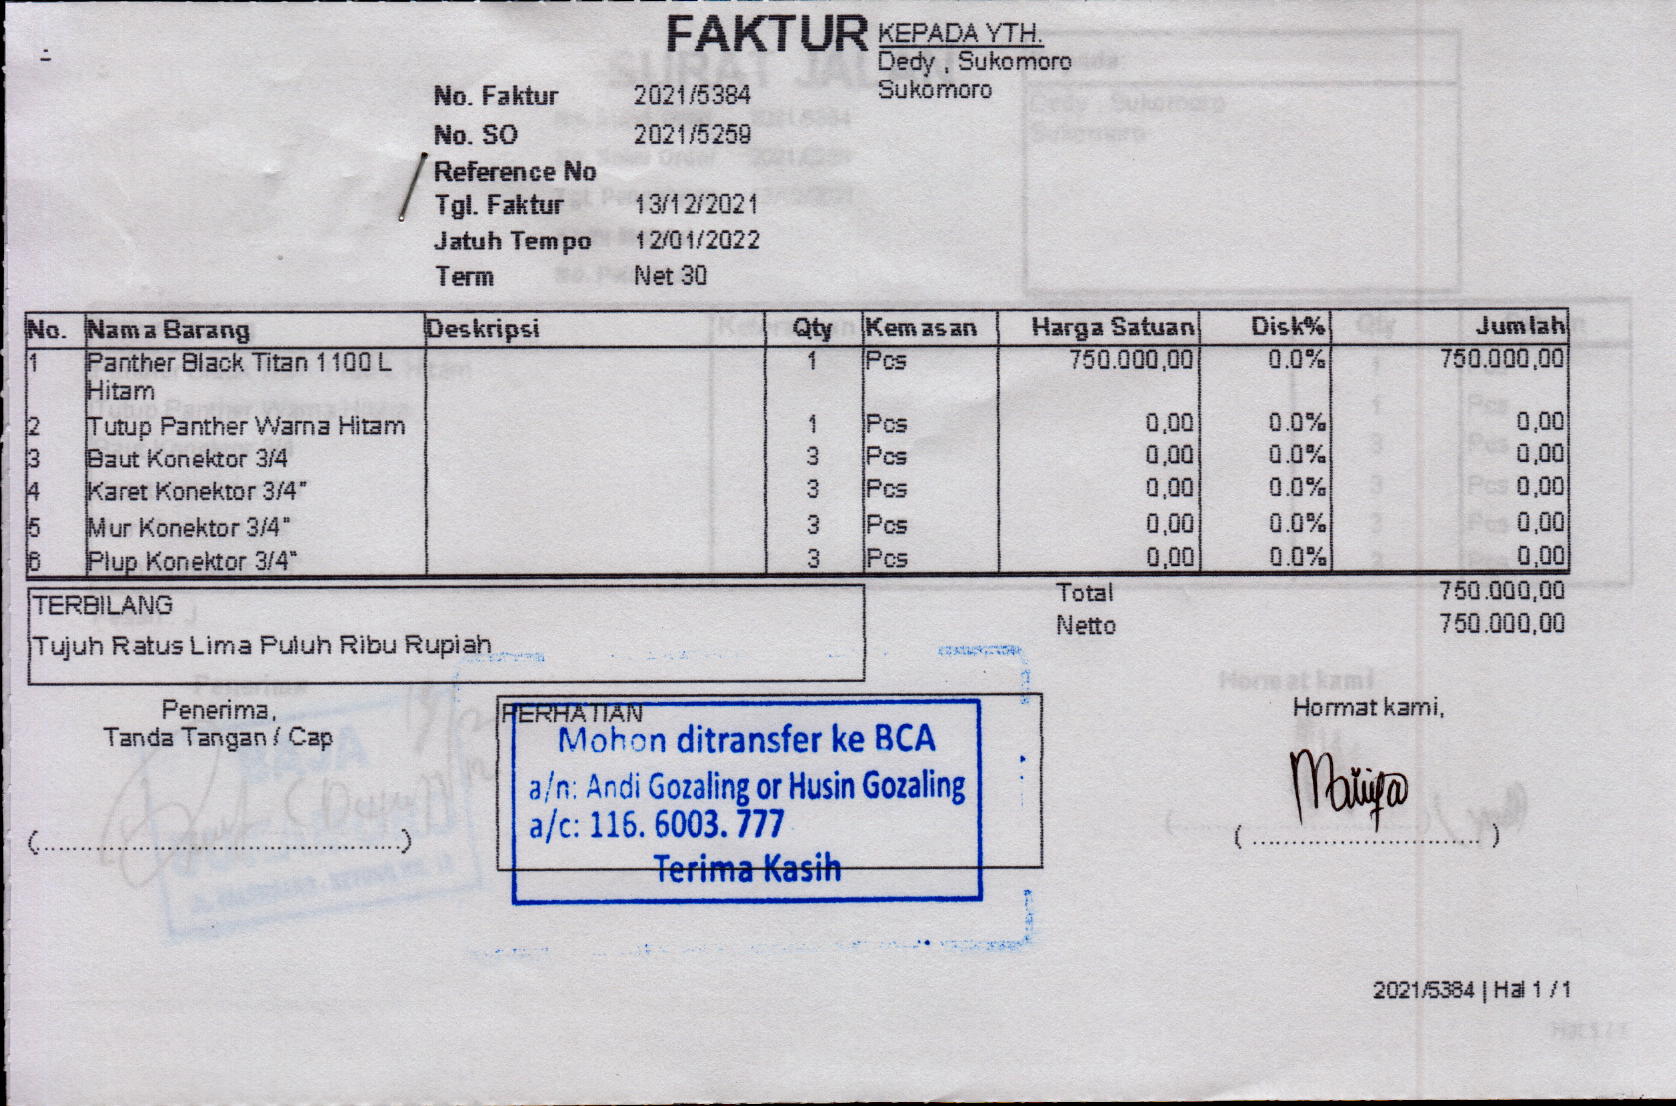 FAKTUR
KEPADA YTH.
Dedy , Sukomoro
Sukomoro
No. Faktur 2021/5384
No. SO 2021/5259
Reference No
Tgl. Faktur 13/12/2021
Jatuh Tempo 12/01/2022
Term Net 30
No. Nama Barang Deskripsi Qty Kemasan Harga Satuan Disk% Jumlah
1 Panther Black Titan 1100 L 1 Pcs 750.000,00 0.0% 750.000,00
Hitam
2 Tutup Panther Warna Hitam 1 Pcs 0,00 0.0% 0,00
3 Baut Konektor 3/4 3 Pcs 0,00 0.0% 0,00
4 Karet Konektor 3/4" 3 Pcs 0,00 0.0% 0,00
5 Mur Konektor 3/4" 3 Pcs 0,00 0.0% 0,00
6 Plup Konektor 3/4" 3 Pcs 0,00 0.0% 0,00
Total 750.000,00
Netto 750.000,00
TERBILANG
Tujuh Ratus Lima Puluh Ribu Rupiah
Penerima,
Tanda Tangan / Cap
(..........................................................)
PERHATIAN
Mohon ditransfer ke BCA
a/n: Andi Gozaling or Husin Gozaling
a/c: 116. 6003. 777
Terima Kasih
Hormat kami,
( ..................................... )
2021/5384 | Hal 1 / 1